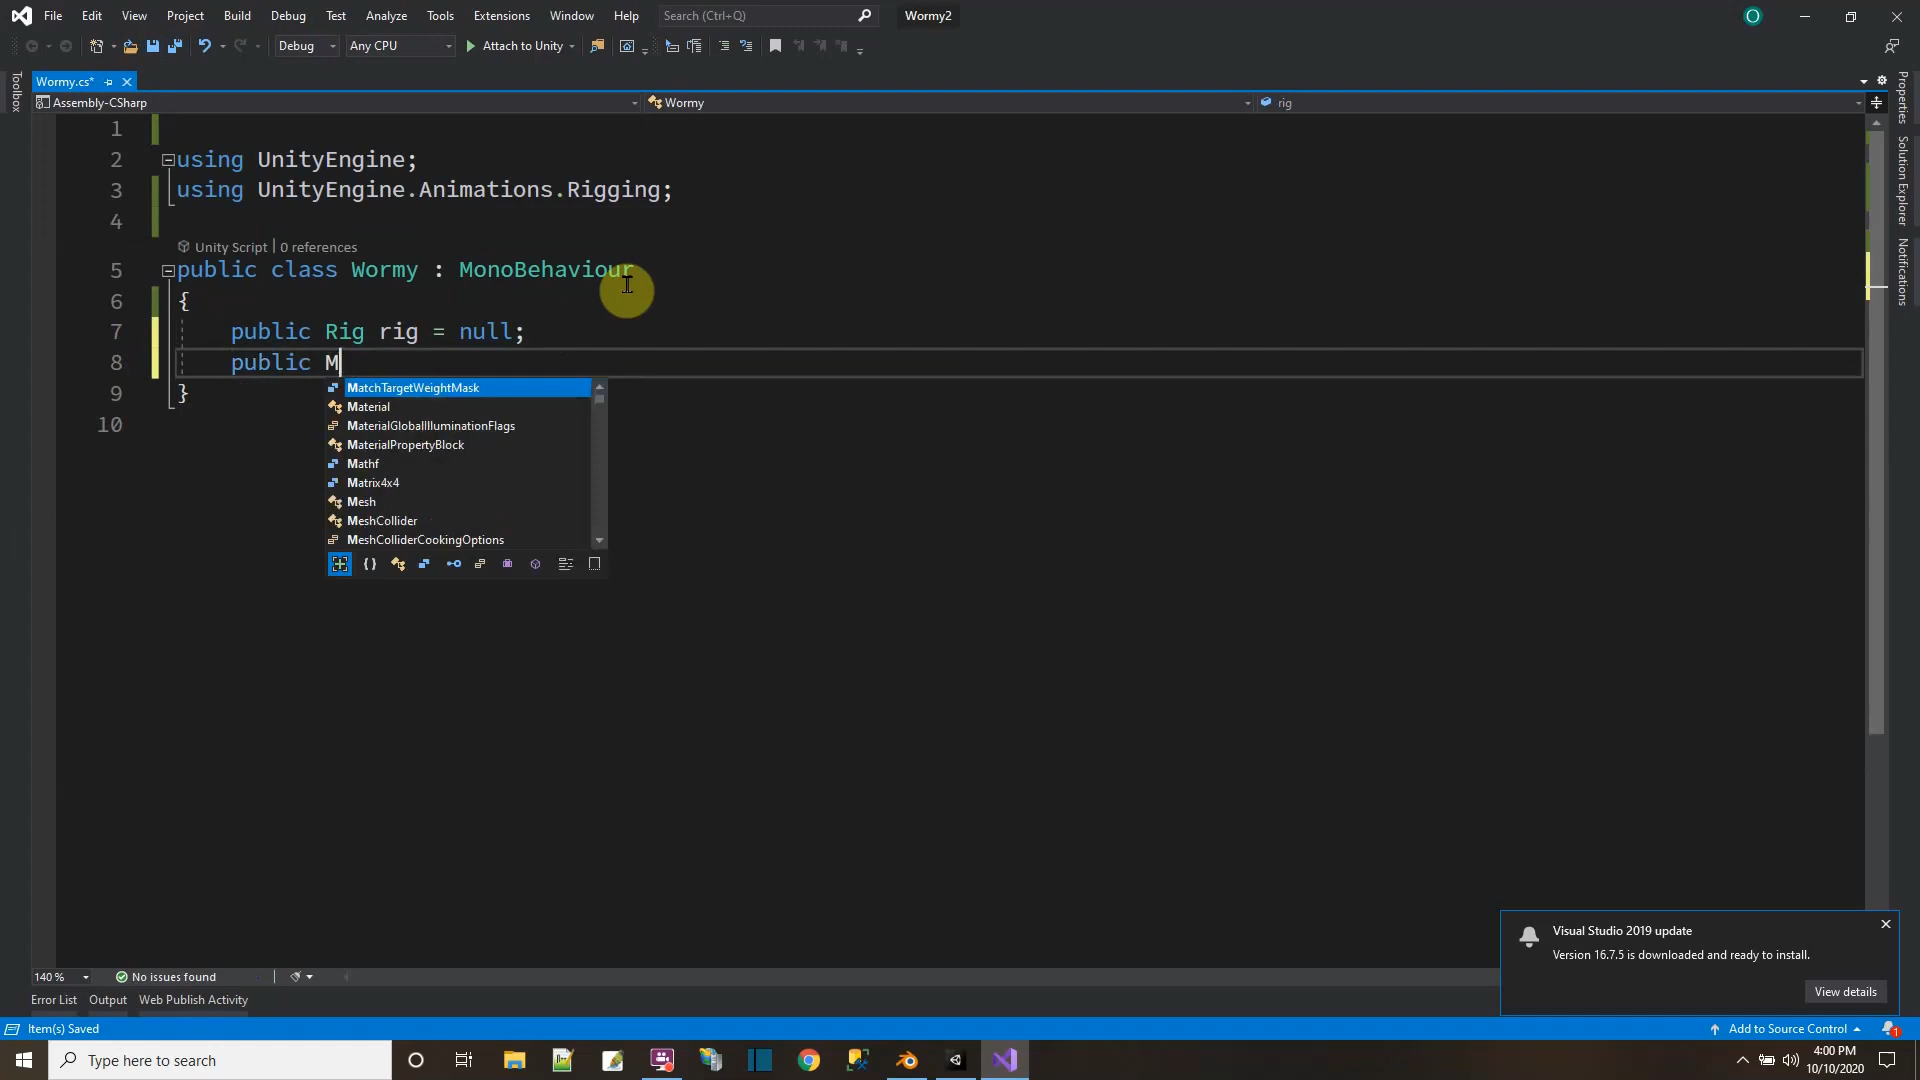 File Edit View Project Build Debug Test Analyze Tools Extensions Window Help Search (Ctrl+Q) Wormy2 O
Debug Any CPU Attach to Unity
Wormy.cs*
Assembly-CSharp Wormy rig
Toolbox
Properties
Solution Explorer
Notifications
1
2 using UnityEngine;
3 using UnityEngine.Animations.Rigging;
4
Unity Script | 0 references
5 public class Wormy : MonoBehaviour
6 {
7 public Rig rig = null;
8 public M
9 }
10
MatchTargetWeightMask
Material
MaterialGlobalIlluminationFlags
MaterialPropertyBlock
Mathf
Matrix4x4
Mesh
MeshCollider
MeshColliderCookingOptions
Visual Studio 2019 update
Version 16.7.5 is downloaded and ready to install.
View details
140 % No issues found
Error List Output Web Publish Activity
Item(s) Saved Add to Source Control 1
Type here to search
4:00 PM
10/10/2020